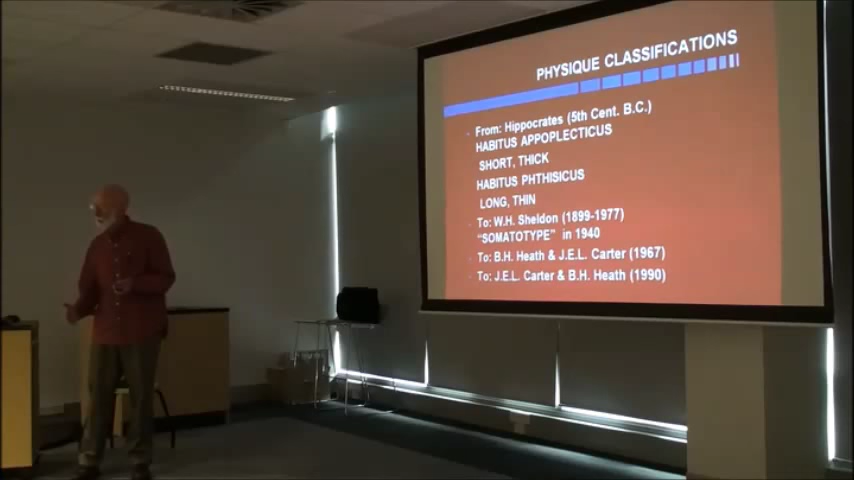 PHYSIQUE CLASSIFICATIONS
- From: Hippocrates (5th Cent. B.C.)
HABITUS APPOPLECTICUS
SHORT, THICK
HABITUS PHTHISICUS
LONG, THIN
- To: W.H. Sheldon (1899-1977)
“SOMATOTYPE” in 1940
- To: B.H. Heath & J.E.L. Carter (1967)
- To: J.E.L. Carter & B.H. Heath (1990)